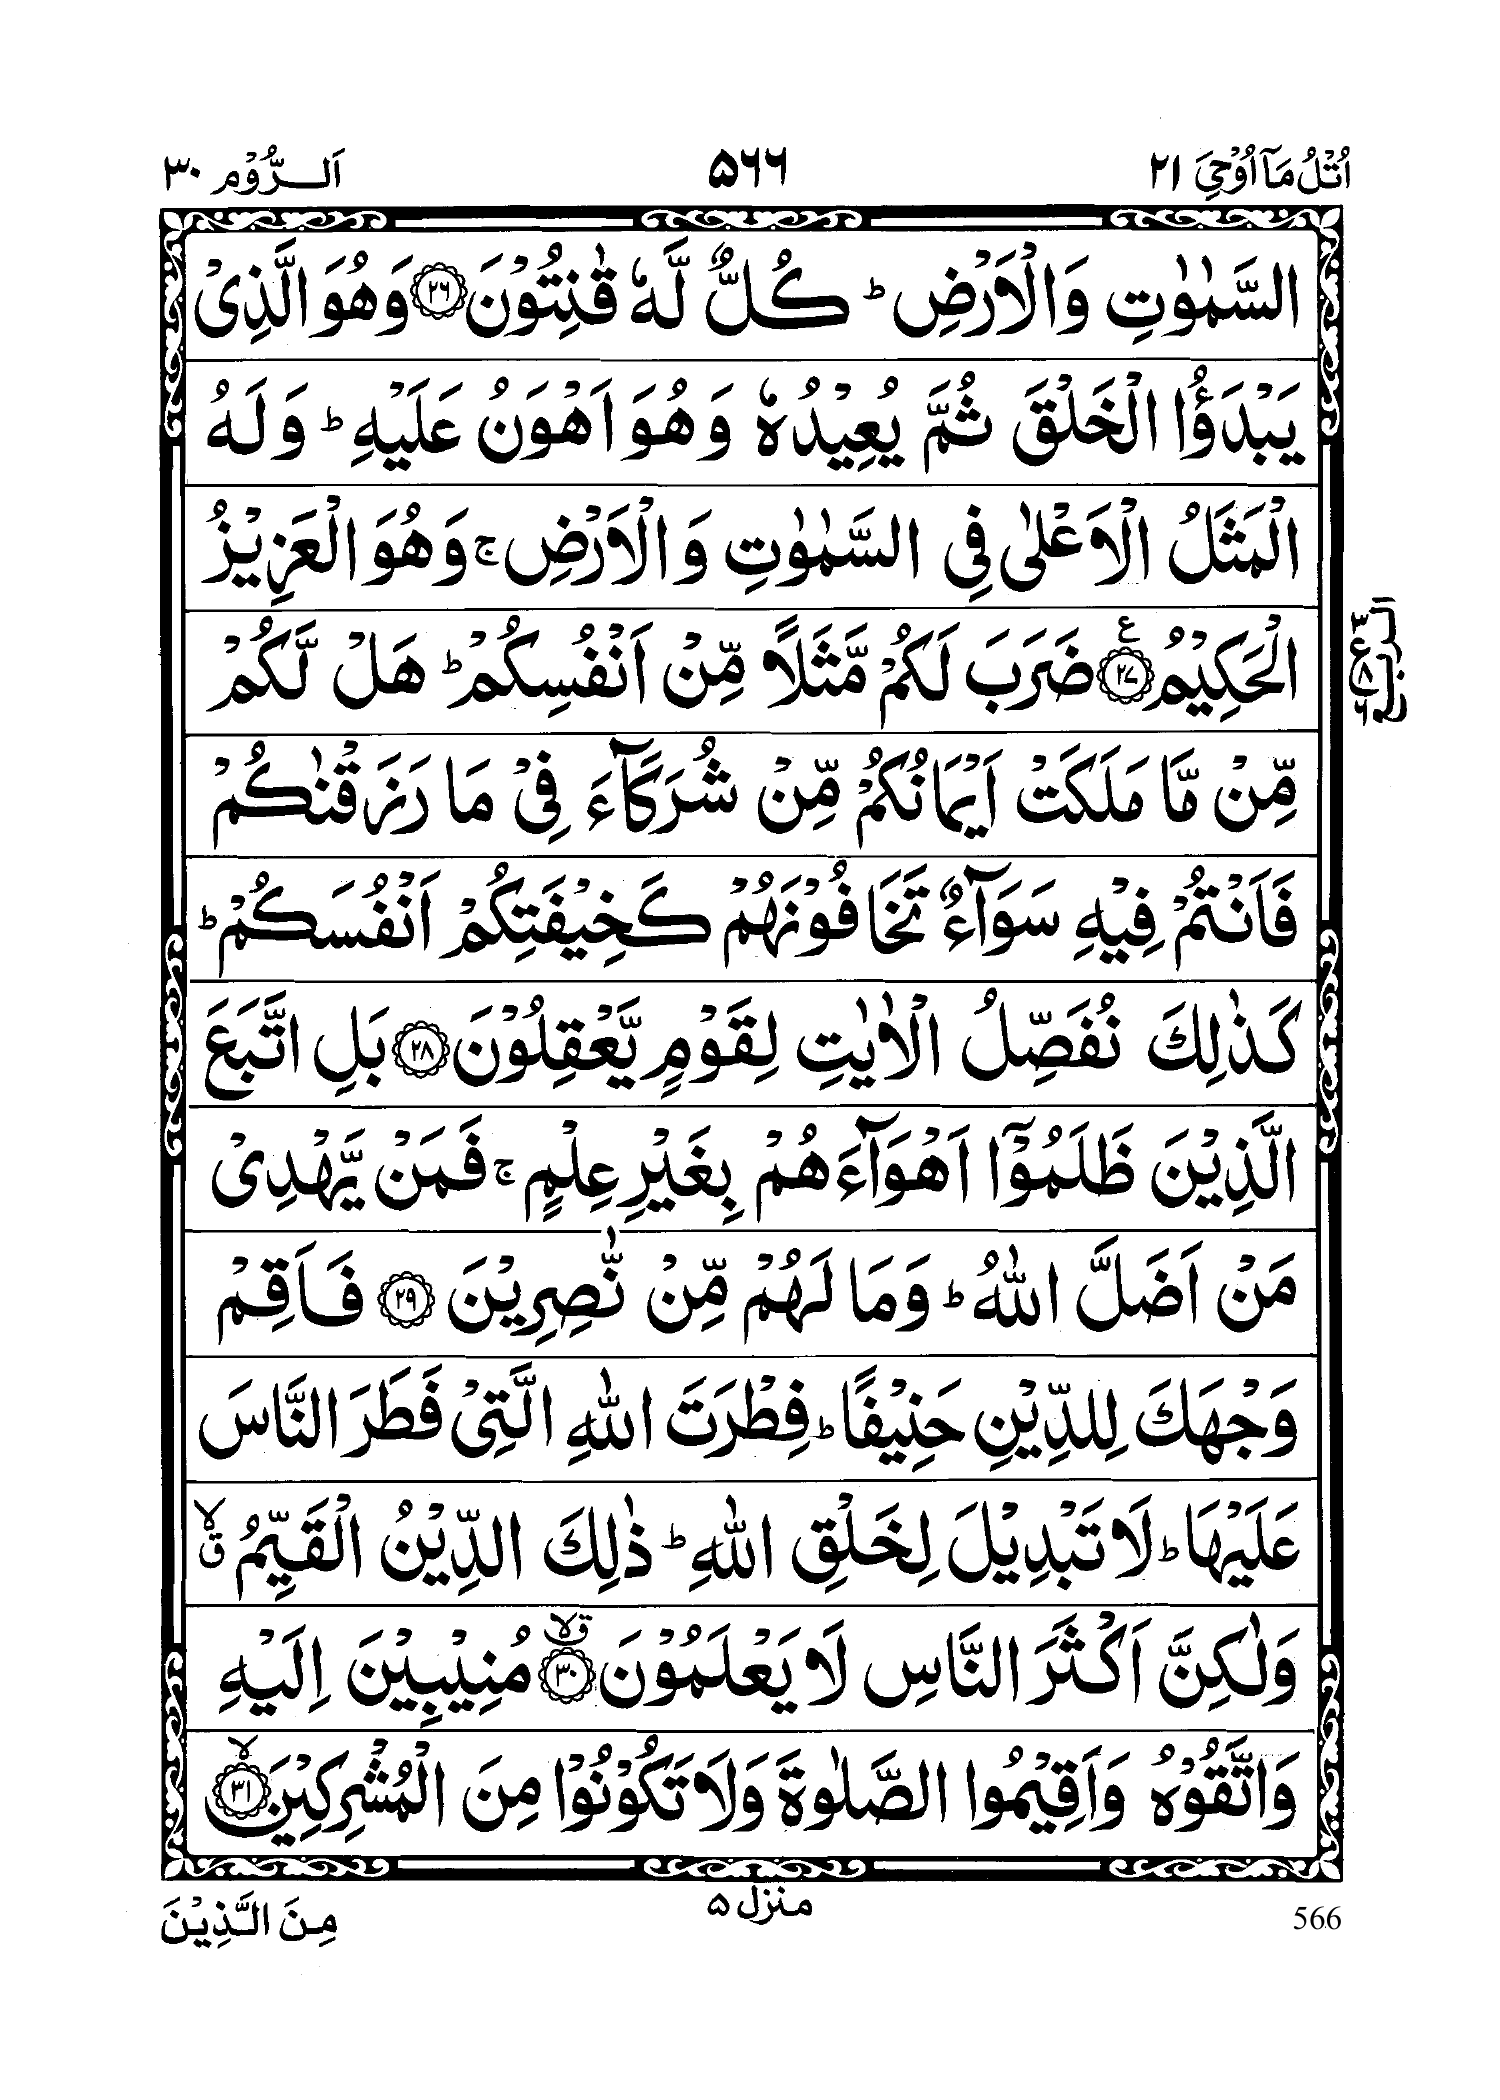 اُتْلُ مَآ اُوْحِيَ ٢١
٥٦٦
اَلرُّوْم ٣٠
السَّمٰوٰتِ وَالْاَرْضِ ؕ كُلٌّ لَّهٗ قٰنِتُوْنَ ﴿٢٦﴾ وَهُوَ الَّذِيْ
يَبْدَؤُا الْخَلْقَ ثُمَّ يُعِيْدُهٗ وَهُوَ اَهْوَنُ عَلَيْهِ ؕ وَلَهُ
الْمَثَلُ الْاَعْلٰى فِي السَّمٰوٰتِ وَالْاَرْضِ ۚ وَهُوَ الْعَزِيْزُ
الْحَكِيْمُ ﴿٢٧﴾ ع ضَرَبَ لَكُمْ مَّثَلًا مِّنْ اَنْفُسِكُمْ ؕ هَلْ لَّكُمْ
مِّنْ مَّا مَلَكَتْ اَيْمَانُكُمْ مِّنْ شُرَكَآءَ فِيْ مَا رَزَقْنٰكُمْ
فَاَنْتُمْ فِيْهِ سَوَآءٌ تَخَافُوْنَهُمْ كَخِيْفَتِكُمْ اَنْفُسَكُمْ ؕ
كَذٰلِكَ نُفَصِّلُ الْاٰيٰتِ لِقَوْمٍ يَّعْقِلُوْنَ ﴿٢٨﴾ بَلِ اتَّبَعَ
الَّذِيْنَ ظَلَمُوْۤا اَهْوَآءَهُمْ بِغَيْرِ عِلْمٍ ۚ فَمَنْ يَّهْدِيْ
مَنْ اَضَلَّ اللّٰهُ ؕ وَمَا لَهُمْ مِّنْ نّٰصِرِيْنَ ﴿٢٩﴾ فَاَقِمْ
وَجْهَكَ لِلدِّيْنِ حَنِيْفًا ؕ فِطْرَتَ اللّٰهِ الَّتِيْ فَطَرَ النَّاسَ
عَلَيْهَا ؕ لَا تَبْدِيْلَ لِخَلْقِ اللّٰهِ ؕ ذٰلِكَ الدِّيْنُ الْقَيِّمُ ۙق
وَلٰكِنَّ اَكْثَرَ النَّاسِ لَا يَعْلَمُوْنَ ﴿٣٠﴾ قلا مُنِيْبِيْنَ اِلَيْهِ
وَاتَّقُوْهُ وَاَقِيْمُوا الصَّلٰوةَ وَلَا تَكُوْنُوْا مِنَ الْمُشْرِكِيْنَ ﴿٣١﴾ ۙ
مِنَ الَّذِيْنَ
منزل ٥
566